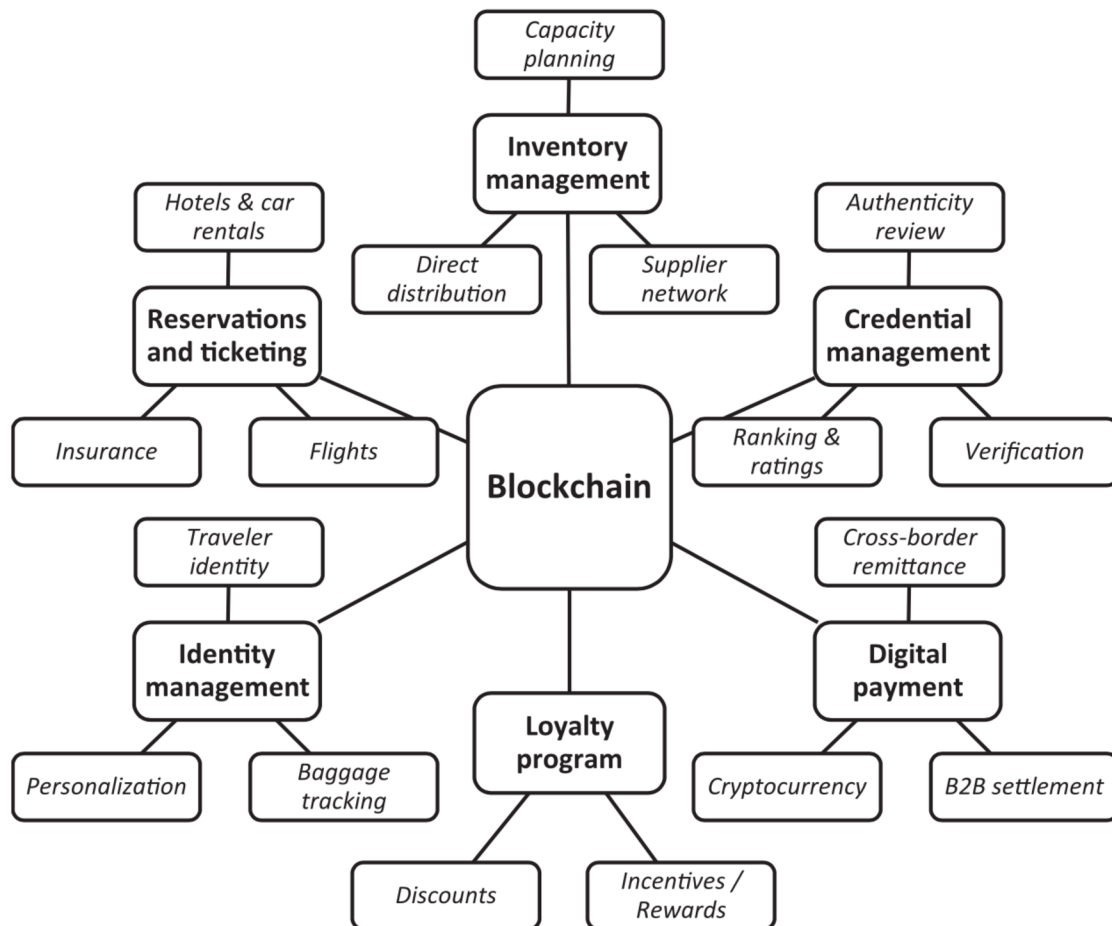 Capacity
planning
Inventory
management
Hotels & car
rentals
Authenticity
review
Direct
distribution
Supplier
network
Reservations
and ticketing
Credential
management
Insurance
Flights
Blockchain
Ranking &
ratings
Verification
Traveler
identity
Cross-border
remittance
Identity
management
Digital
payment
Loyalty
program
Personalization
Baggage
tracking
Cryptocurrency
B2B settlement
Discounts
Incentives /
Rewards